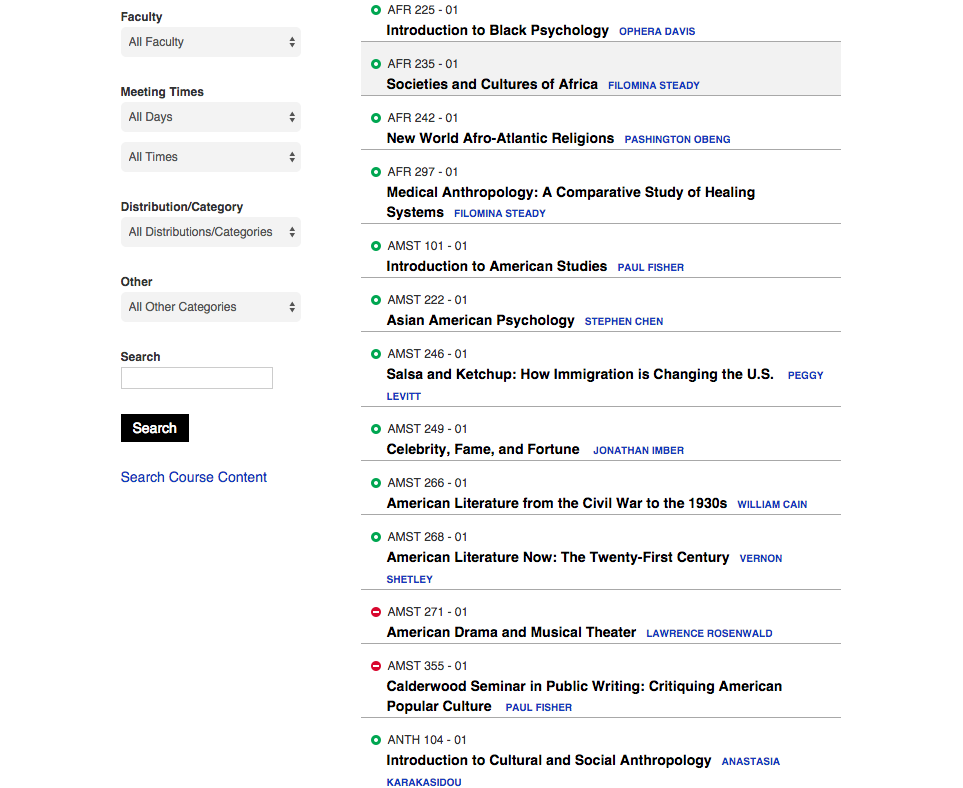 Faculty
All Faculty
Meeting Times
All Days
All Times
Distribution/Category
All Distributions/Categories
Other
All Other Categories
Search
Search
Search Course Content
AFR 225 - 01
Introduction to Black Psychology OPHERA DAVIS
AFR 235 - 01
Societies and Cultures of Africa FILOMINA STEADY
AFR 242 - 01
New World Afro-Atlantic Religions PASHINGTON OBENG
AFR 297 - 01
Medical Anthropology: A Comparative Study of Healing
Systems FILOMINA STEADY
AMST 101 - 01
Introduction to American Studies PAUL FISHER
AMST 222 - 01
Asian American Psychology STEPHEN CHEN
AMST 246 - 01
Salsa and Ketchup: How Immigration is Changing the U.S. PEGGY
LEVITT
AMST 249 - 01
Celebrity, Fame, and Fortune JONATHAN IMBER
AMST 266 - 01
American Literature from the Civil War to the 1930s WILLIAM CAIN
AMST 268 - 01
American Literature Now: The Twenty-First Century VERNON
SHETLEY
AMST 271 - 01
American Drama and Musical Theater LAWRENCE ROSENWALD
AMST 355 - 01
Calderwood Seminar in Public Writing: Critiquing American
Popular Culture PAUL FISHER
ANTH 104 - 01
Introduction to Cultural and Social Anthropology ANASTASIA
KARAKASIDOU